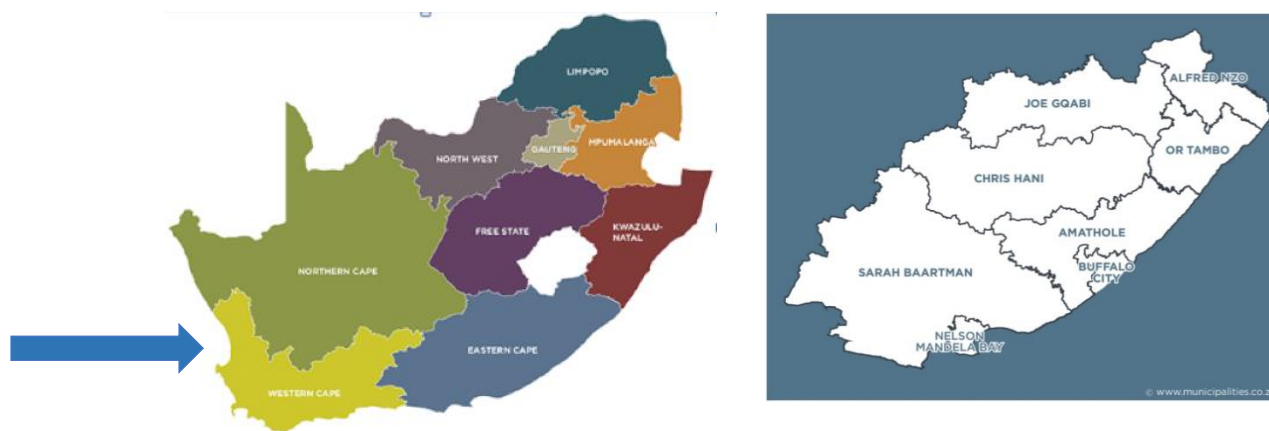 LIMPOPO
MPUMALANGA
GAUTENG
NORTH WEST
FREE STATE
KWAZULU-
NATAL
NORTHERN CAPE
EASTERN CAPE
WESTERN CAPE
ALFRED NZO
JOE GQABI
OR TAMBO
CHRIS HANI
AMATHOLE
BUFFALO
CITY
SARAH BAARTMAN
NELSON
MANDELA BAY
© www.municipalities.co.z